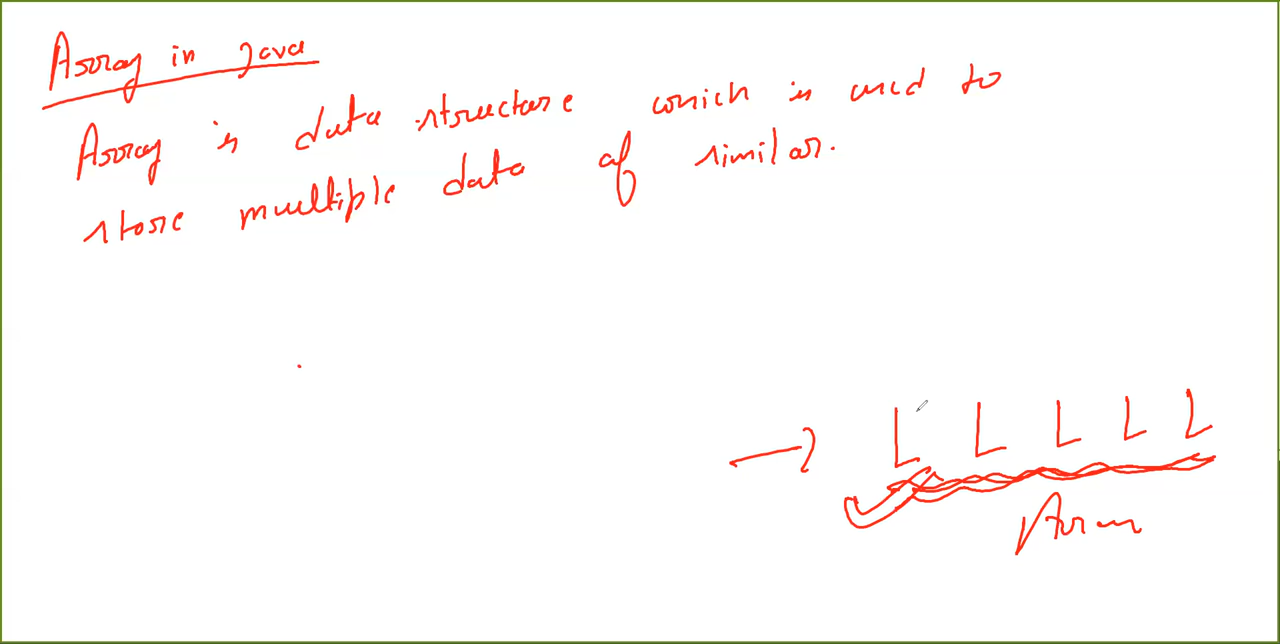 Array in Java
Array is data structure which is used to
store multiple data of similar.
L L L L L